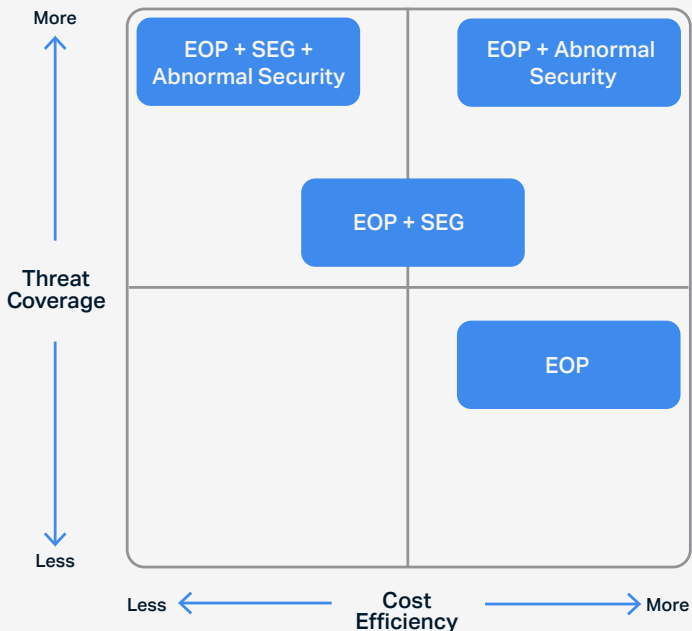 More
EOP + SEG +
Abnormal Security
EOP + Abnormal
Security
EOP + SEG
Threat
Coverage
EOP
Less
Less
Cost
Efficiency
More